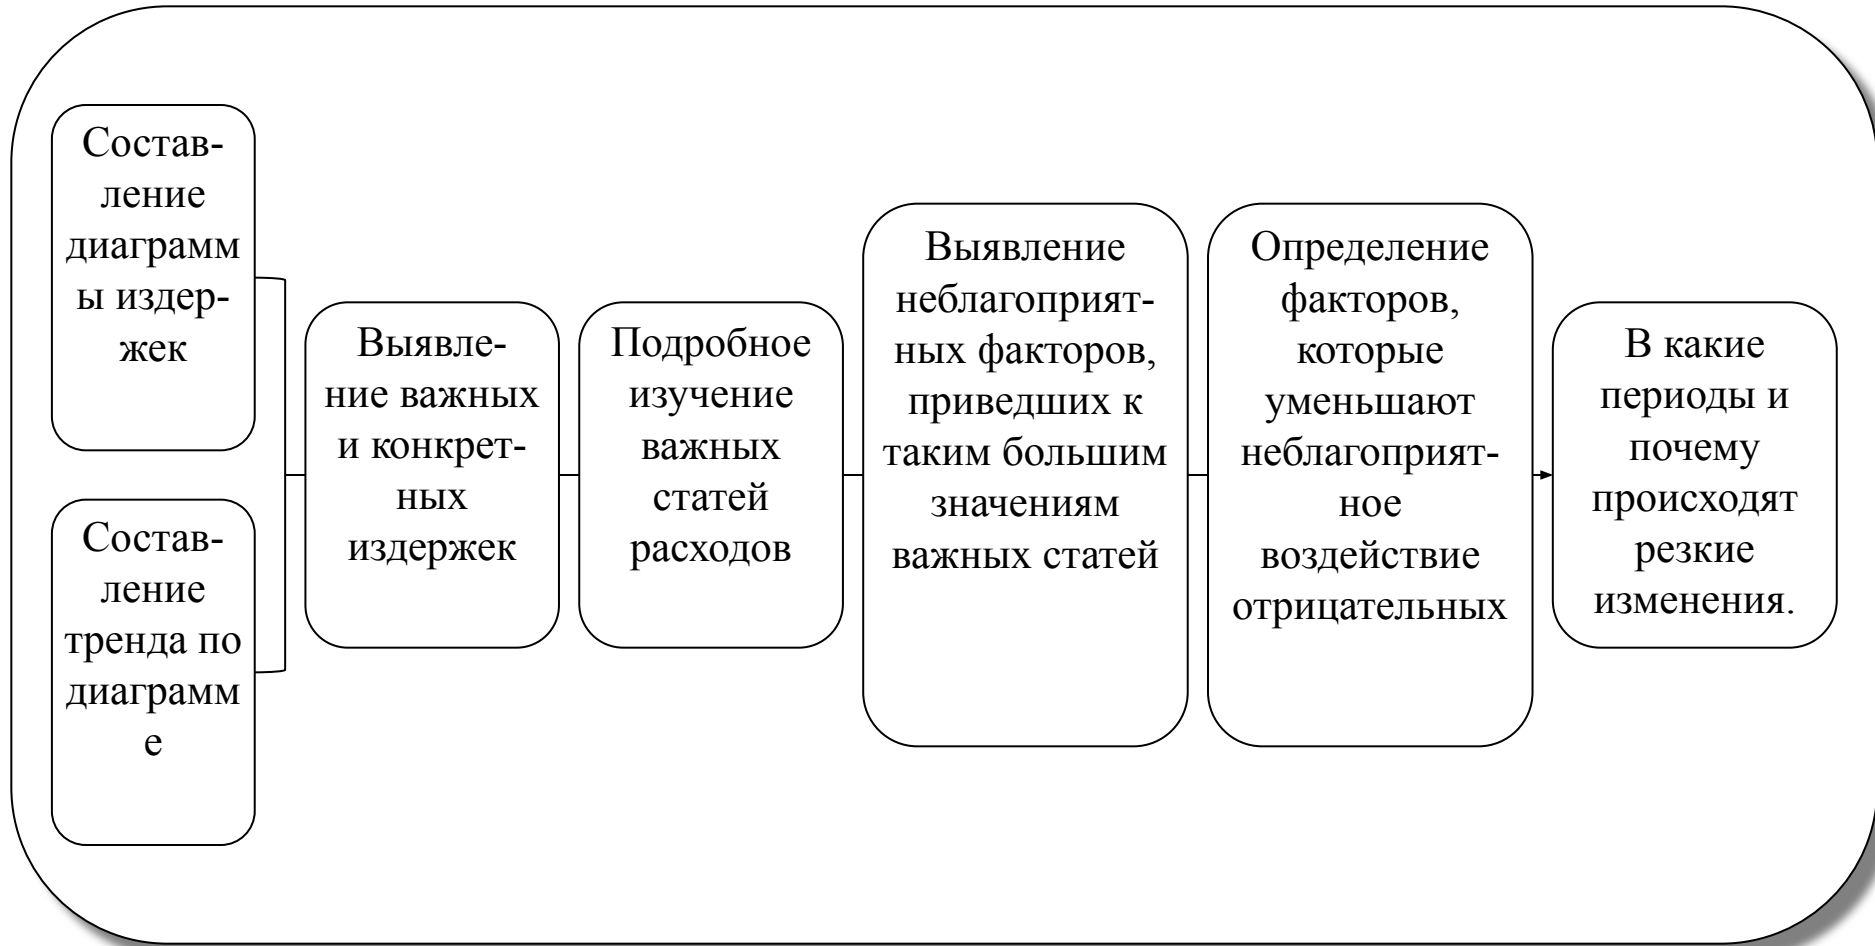 Состав-
ление
диаграмм
ы издер-
жек
Состав-
ление
тренда по
диаграмм
е
Выявле-
ние важных
и конкрет-
ных
издержек
Подробное
изучение
важных
статей
расходов
Выявление
неблагоприят-
ных факторов,
приведших к
таким большим
значениям
важных статей
Определение
факторов,
которые
уменьшают
неблагоприят-
ное
воздействие
отрицательных
В какие
периоды и
почему
происходят
резкие
изменения.